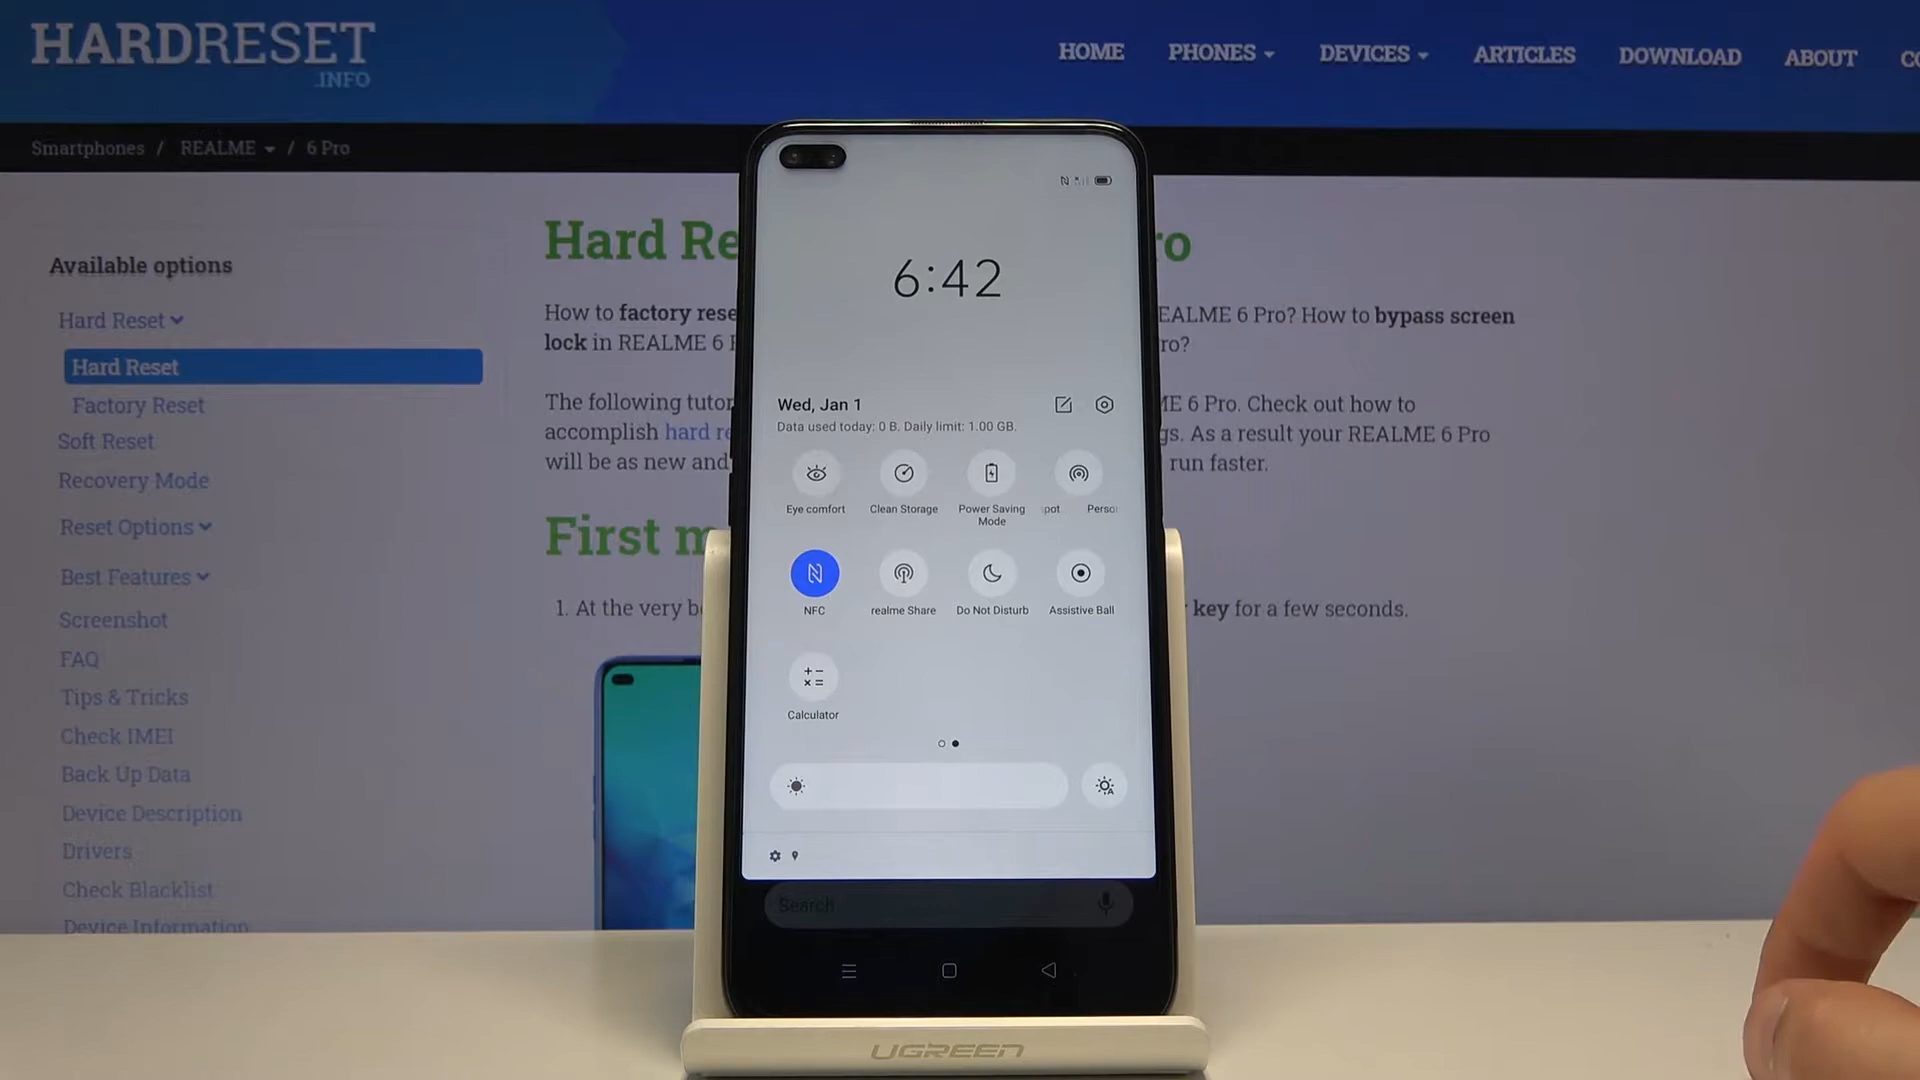 HARDRESET
.INFO
HOME PHONES DEVICES ARTICLES DOWNLOAD ABOUT
Smartphones / REALME / 6 Pro
Available options
Hard Reset
Hard Reset
Factory Reset
Soft Reset
Recovery Mode
Reset Options
Best Features
Screenshot
FAQ
Tips & Tricks
Check IMEI
Back Up Data
Device Description
Drivers
Check Blacklist
Device Information
Hard Re ro
How to factory rese EALME 6 Pro? How to bypass screen
lock in REALME 6 ro?
The following tutor E 6 Pro. Check out how to
accomplish hard re gs. As a result your REALME 6 Pro
will be as new and run faster.
First m
1. At the very b key for a few seconds.
6:42
Wed, Jan 1
Data used today: 0 B. Daily limit: 1.00 GB.
Eye comfort
Clean Storage
Power Saving
Mode
pot Perso
NFC
realme Share
Do Not Disturb
Assistive Ball
Calculator
Search
UGREEN